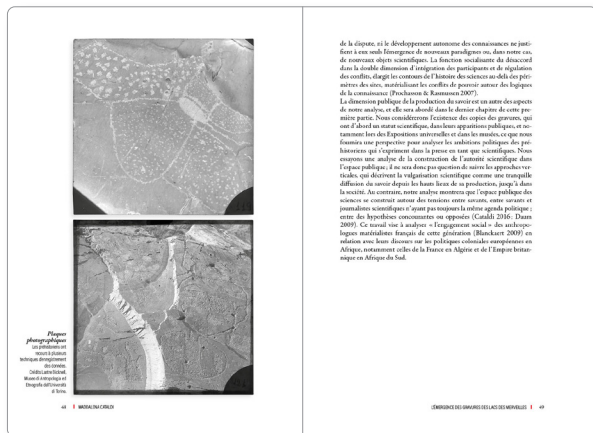 Plaques
photographiques
Les préhistoriens ont
recours à plusieurs
techniques d'enregistrement
des données.
Crédits Lastre Bicknell,
Museo di Antropologia ed
Etnografia dell'Università
di Torino.
48 MADDALENA CATALDI
de la dispute, ni le développement autonome des connaissances ne justi-
fient à eux seuls l'émergence de nouveaux paradigmes ou, dans notre cas,
de nouveaux objets scientifiques. La fonction socialisante du désaccord
dans la double dimension d'intégration des participants et de régulation
des conflits, élargit les contours de l'histoire des sciences au-delà des péri-
mètres des sites, matérialisant les conflits de pouvoir autour des logiques
de la connaissance (Prochasson & Rasmussen 2007).
La dimension publique de la production du savoir est un autre des aspects
de notre analyse, et elle sera abordé dans le dernier chapitre de cette pre-
mière partie. Nous considérerons l'existence des copies des gravures, qui
ont d'abord un statut scientifique, dans leurs apparitions publiques, et no-
tamment lors des Expositions universelles et dans les musées, ce que nous
fournira une perspective pour analyser les ambitions politiques des pré-
historiens qui s'expriment dans la presse en tant que scientifiques. Nous
essayons une analyse de la construction de l'autorité scientifique dans
l'espace publique ; il ne sera donc pas question de suivre les approches ver-
ticales, qui décrivent la vulgarisation scientifique comme une tranquille
diffusion du savoir depuis les hauts lieux de sa production, jusqu'à dans
la société. Au contraire, notre analyse montrera que l'espace publique des
sciences se construit autour des tensions entre savants, entre savants et
journalistes scientifiques n'ayant pas toujours la même agenda politique ;
entre des hypothèses concourantes ou opposées (Cataldi 2016 ; Daum
2009). Ce travail vise à analyser « l'engagement social » des anthropo-
logues matérialistes français de cette génération (Blanckaert 2009) en
relation avec leur discours sur les politiques coloniales européennes en
Afrique, notamment celles de la France en Algérie et de l'Empire britan-
nique en Afrique du Sud.
L'ÉMERGENCE DES GRAVURES DES LACS DES MERVEILLES 49